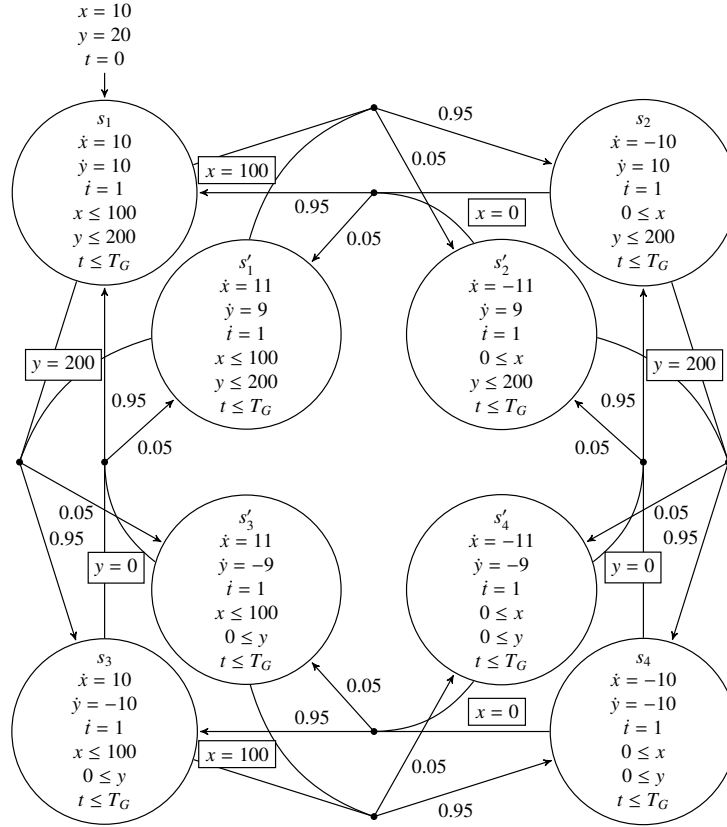 x = 10
y = 20
t = 0
s₁
ẋ = 10
ẏ = 10
ṫ = 1
x ≤ 100
y ≤ 200
t ≤ T_G
s₂
ẋ = −10
ẏ = 10
ṫ = 1
0 ≤ x
y ≤ 200
t ≤ T_G
0.95
0.05
x = 100
0.95
x = 0
0.05
s′₁
ẋ = 11
ẏ = 9
ṫ = 1
x ≤ 100
y ≤ 200
t ≤ T_G
s′₂
ẋ = −11
ẏ = 9
ṫ = 1
0 ≤ x
y ≤ 200
t ≤ T_G
y = 200
y = 200
0.95
0.05
0.95
0.05
0.05
0.95
0.05
0.95
s′₃
ẋ = 11
ẏ = −9
ṫ = 1
x ≤ 100
0 ≤ y
t ≤ T_G
s′₄
ẋ = −11
ẏ = −9
ṫ = 1
0 ≤ x
0 ≤ y
t ≤ T_G
y = 0
y = 0
s₃
ẋ = 10
ẏ = −10
ṫ = 1
x ≤ 100
0 ≤ y
t ≤ T_G
s₄
ẋ = −10
ẏ = −10
ṫ = 1
0 ≤ x
0 ≤ y
t ≤ T_G
0.05
0.95
x = 0
x = 100
0.05
0.95